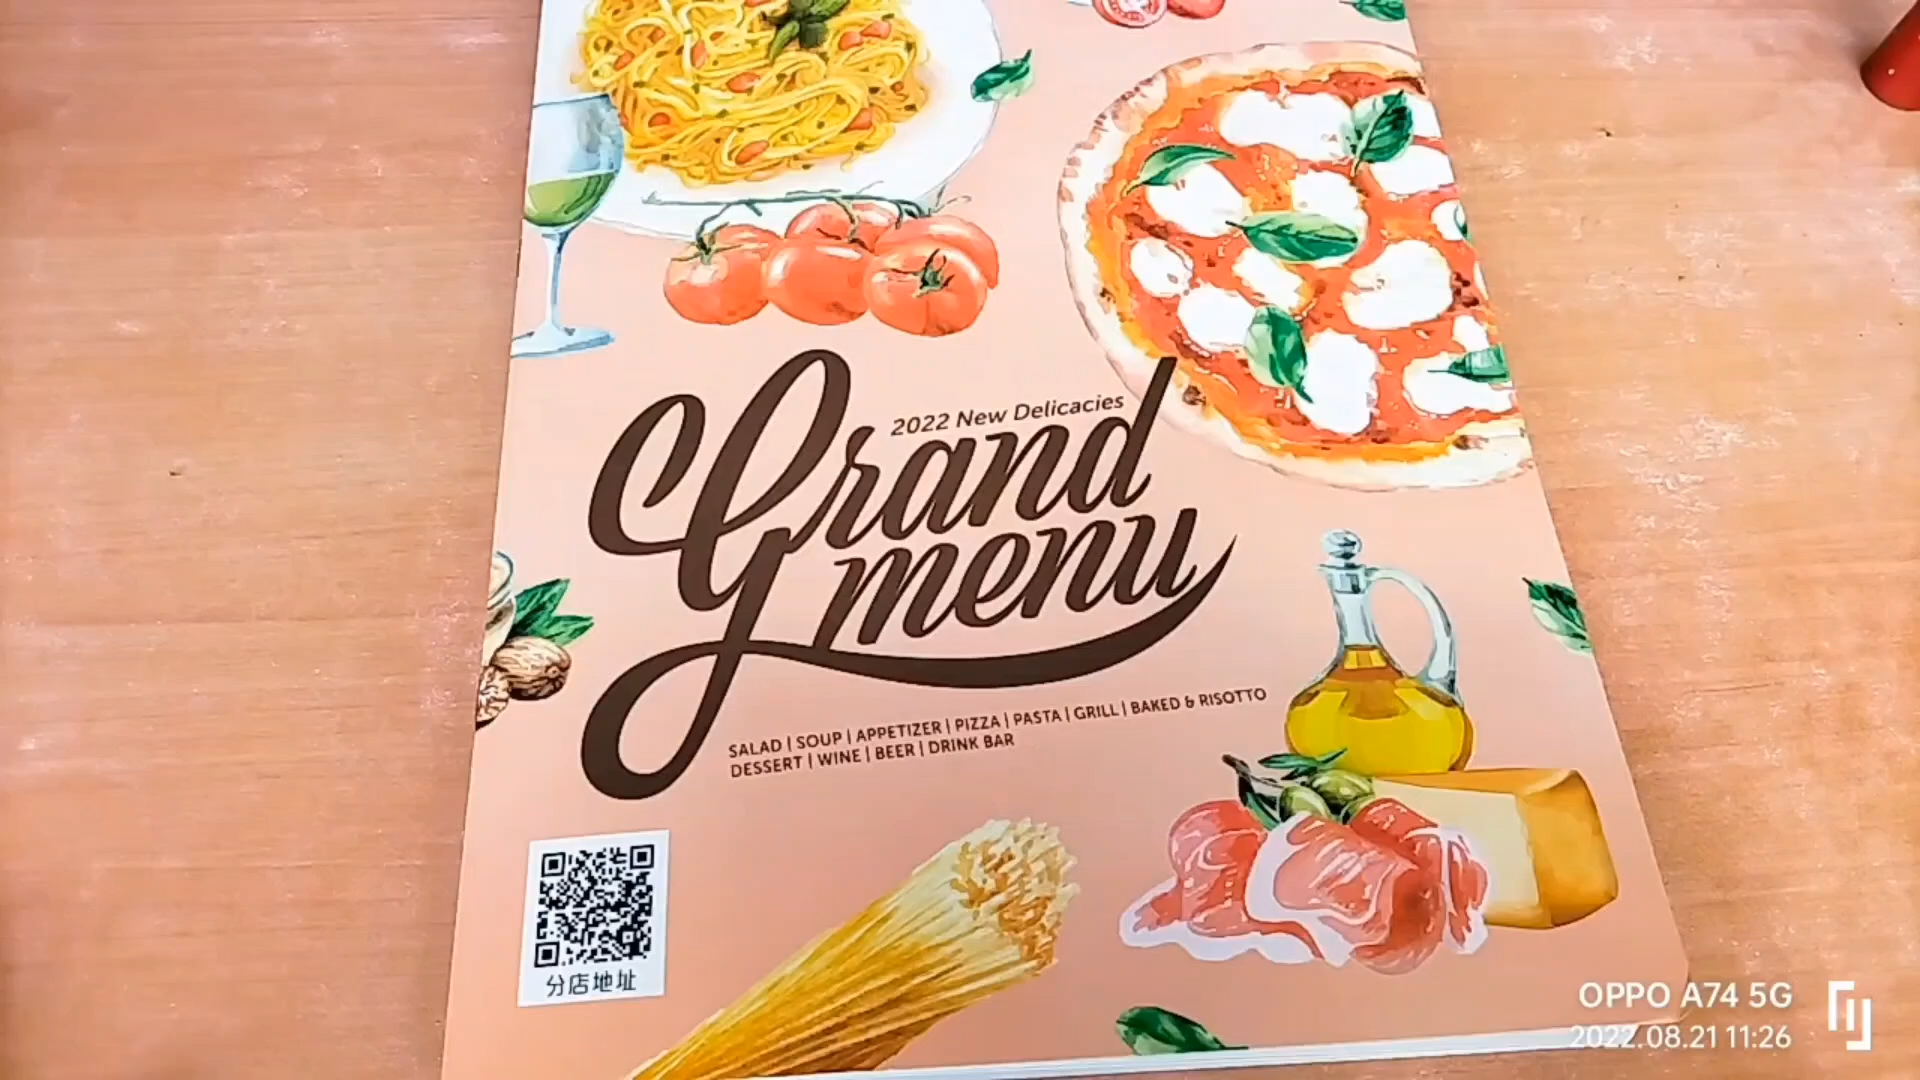 2022 New Delicacies
Grand
menu
SALAD | SOUP | APPETIZER | PIZZA | PASTA | GRILL | BAKED & RISOTTO
DESSERT | WINE | BEER | DRINK BAR
分店地址
OPPO A74 5G
2022.08.21 11:26